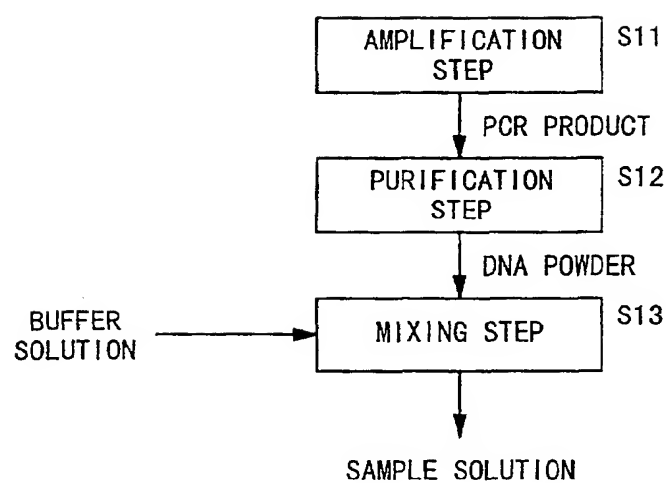 AMPLIFICATION
STEP
S11
PCR PRODUCT
PURIFICATION
STEP
S12
DNA POWDER
BUFFER
SOLUTION
MIXING STEP
S13
SAMPLE SOLUTION